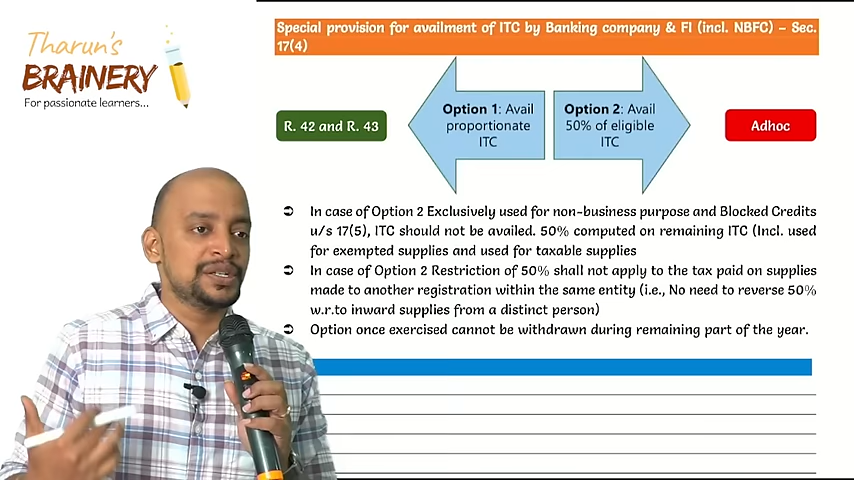 Tharun's
BRAINERY
For passionate learners...
Special provision for availment of ITC by Banking company & FI (incl. NBFC) – Sec.
17(4)
R. 42 and R. 43
Option 1: Avail
proportionate
ITC
Option 2: Avail
50% of eligible
ITC
Adhoc
➲ In case of Option 2 Exclusively used for non-business purpose and Blocked Credits
u/s 17(5), ITC should not be availed. 50% computed on remaining ITC (Incl. used
for exempted supplies and used for taxable supplies
➲ In case of Option 2 Restriction of 50% shall not apply to the tax paid on supplies
made to another registration within the same entity (i.e., No need to reverse 50%
w.r.to inward supplies from a distinct person)
➲ Option once exercised cannot be withdrawn during remaining part of the year.